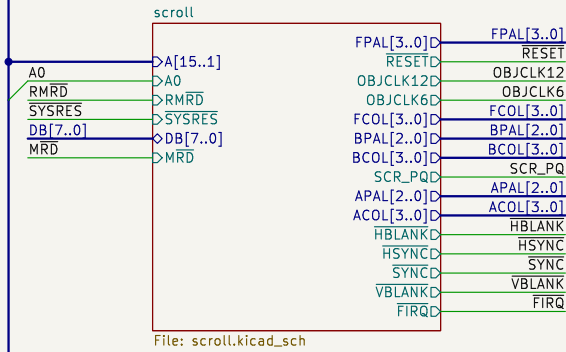 scroll
A0
RMRD
SYSRES
DB[7..0]
MRD
A[15..1]
A0
RMRD
SYSRES
DB[7..0]
MRD
FPAL[3..0]
RESET
OBJCLK12
OBJCLK6
FCOL[3..0]
BPAL[2..0]
BCOL[3..0]
SCR_PQ
APAL[2..0]
ACOL[3..0]
HBLANK
HSYNC
SYNC
VBLANK
FIRQ
FPAL[3..0]
RESET
OBJCLK12
OBJCLK6
FCOL[3..0]
BPAL[2..0]
BCOL[3..0]
SCR_PQ
APAL[2..0]
ACOL[3..0]
HBLANK
HSYNC
SYNC
VBLANK
FIRQ
File: scroll.kicad_sch